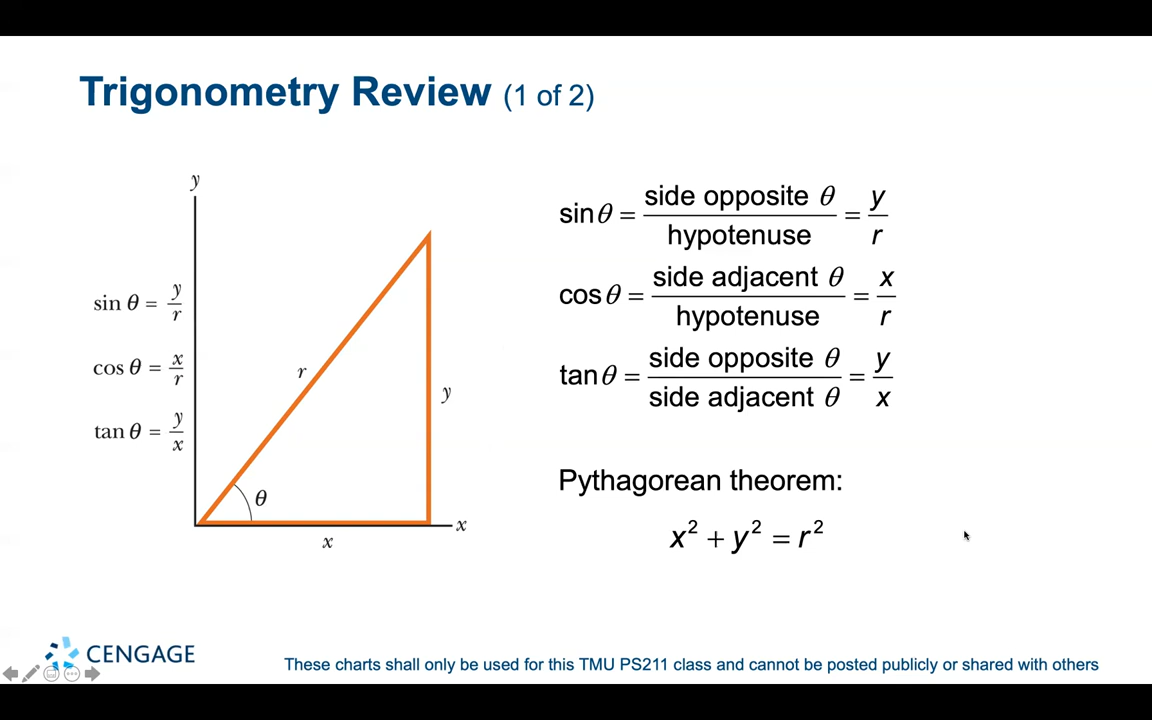 Trigonometry Review (1 of 2)
y
sin θ = y/r
cos θ = x/r
tan θ = y/x
r
y
θ
x
x
sinθ = side opposite θ / hypotenuse = y/r
cosθ = side adjacent θ / hypotenuse = x/r
tanθ = side opposite θ / side adjacent θ = y/x
Pythagorean theorem:
x² + y² = r²
CENGAGE
These charts shall only be used for this TMU PS211 class and cannot be posted publicly or shared with others